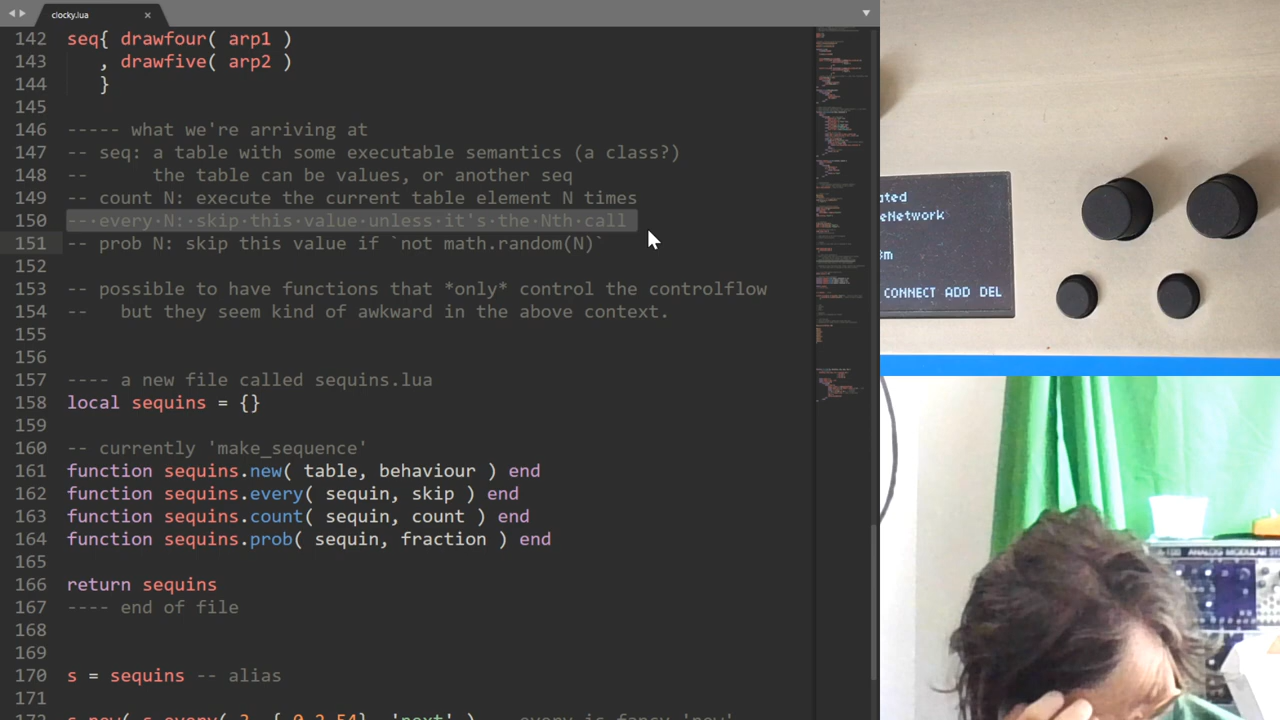 clocky.lua
142 seq{ drawfour( arp1 )
143    , drawfive( arp2 )
144    }
145
146 ----- what we're arriving at
147 -- seq: a table with some executable semantics (a class?)
148 --      the table can be values, or another seq
149 -- count N: execute the current table element N times
150 -- every N: skip this value unless it's the Nth call
151 -- prob N: skip this value if `not math.random(N)`
152
153 -- possible to have functions that *only* control the controlflow
154 --   but they seem kind of awkward in the above context.
155
156
157 ---- a new file called sequins.lua
158 local sequins = {}
159
160 -- currently 'make_sequence'
161 function sequins.new( table, behaviour ) end
162 function sequins.every( sequin, skip ) end
163 function sequins.count( sequin, count ) end
164 function sequins.prob( sequin, fraction ) end
165
166 return sequins
167 ---- end of file
168
169
170 s = sequins -- alias
171
CONNECT ADD DEL
ANALOG MODULAR